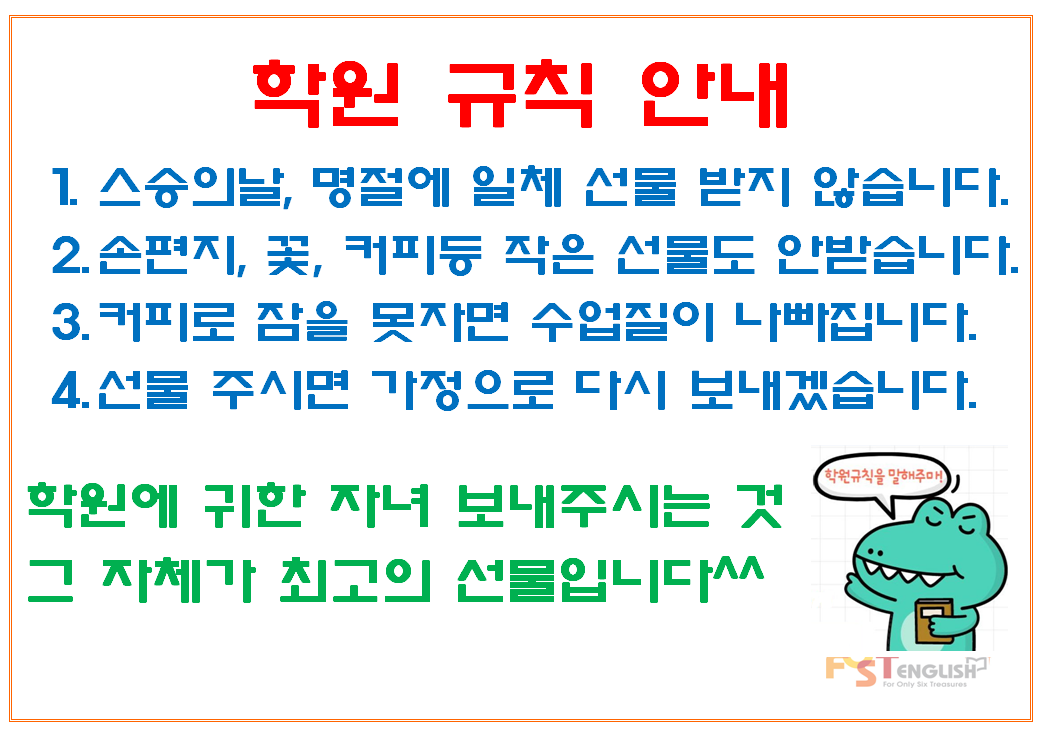 학원 규칙 안내
1. 스승의날, 명절에 일체 선물 받지 않습니다.
2. 손편지, 꽃, 커피등 작은 선물도 안받습니다.
3. 커피로 잠을 못자면 수업질이 나빠집니다.
4. 선물 주시면 가정으로 다시 보내겠습니다.
학원규칙을 말해주마!
학원에 귀한 자녀 보내주시는 것
그 자체가 최고의 선물입니다^^
FYST ENGLISH
For Only Six Treasures